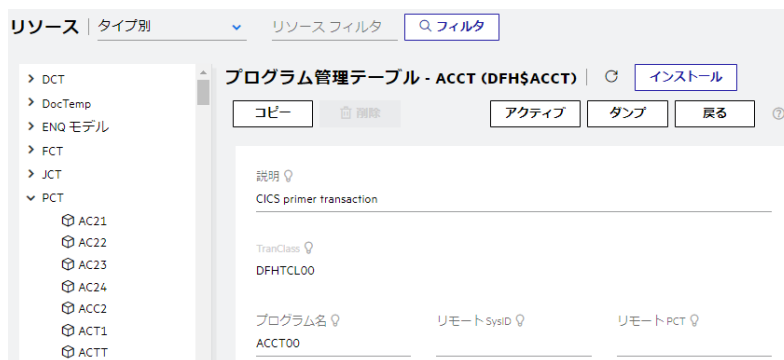 リソース タイプ別 リソース フィルタ フィルタ
DCT
DocTemp
ENQ モデル
FCT
JCT
PCT
AC21
AC22
AC23
AC24
ACC2
ACT1
ACTT
プログラム管理テーブル - ACCT (DFH$ACCT) インストール
コピー 削除 アクティブ ダンプ 戻る
説明
CICS primer transaction
TranClass
DFHTCL00
プログラム名 リモート SysID リモート PCT
ACCT00